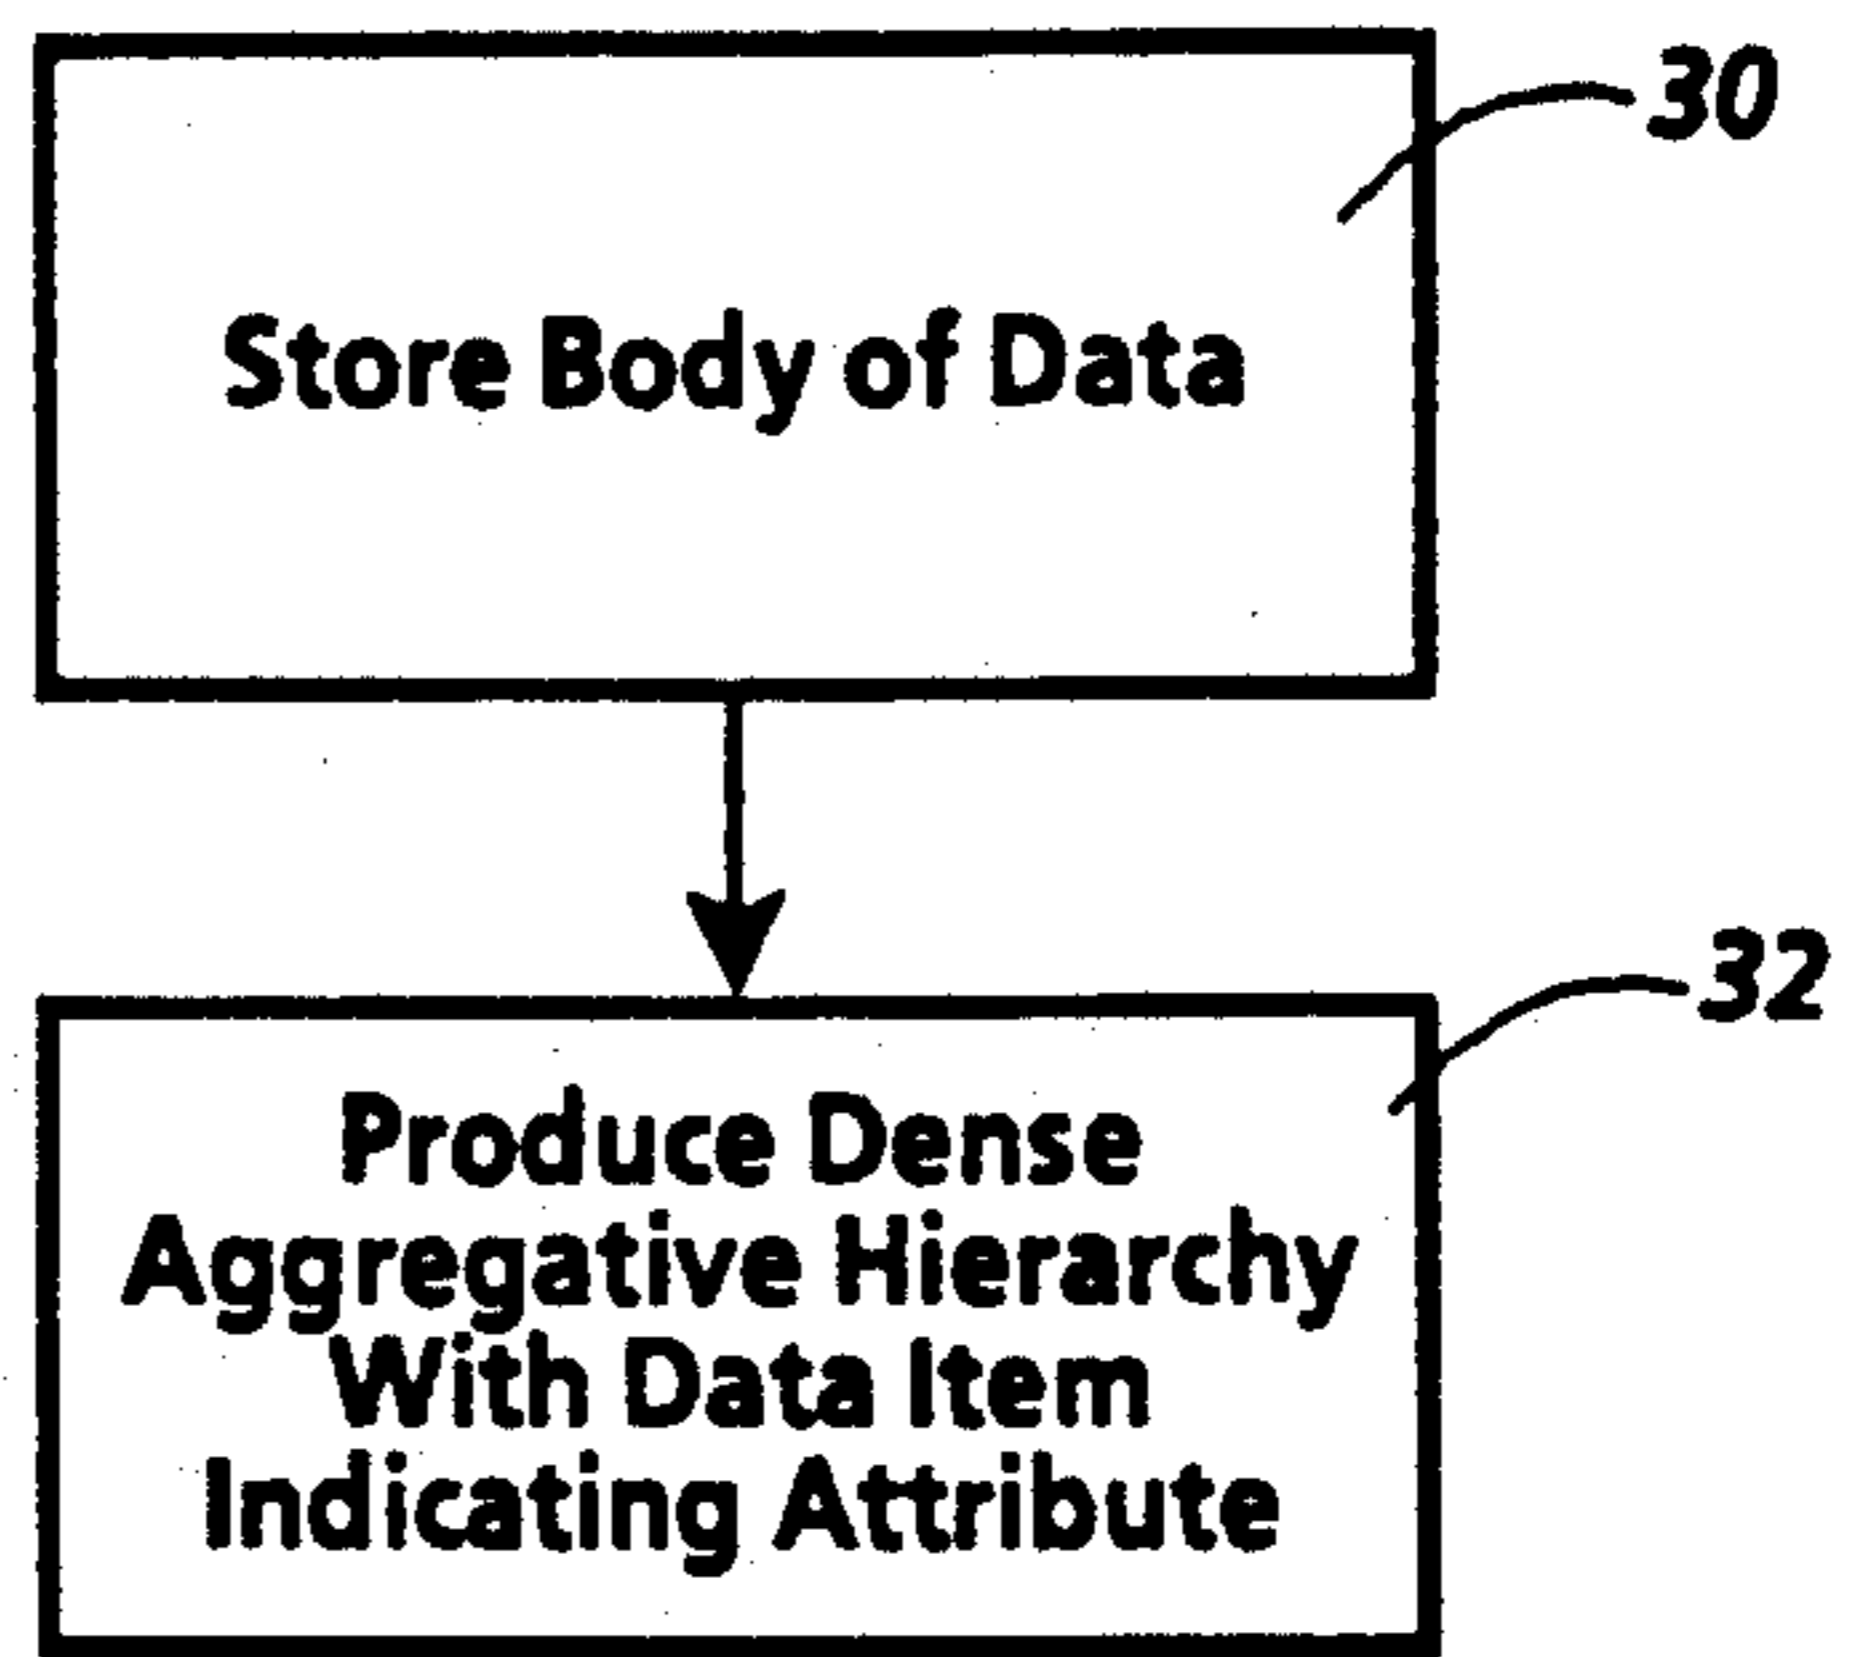 30
Store Body of Data
32
Produce Dense
Aggregative Hierarchy
With Data Item
Indicating Attribute